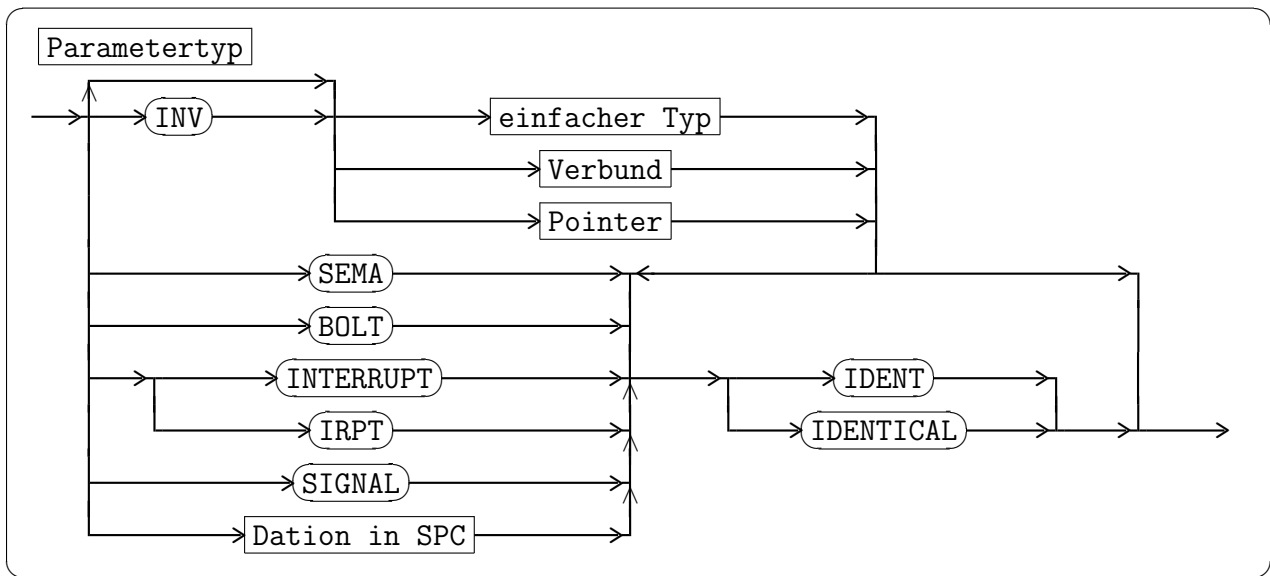 Parametertyp
INV einfacher Typ
Verbund
Pointer
SEMA
BOLT
INTERRUPT IDENT
IRPT IDENTICAL
SIGNAL
Dation in SPC